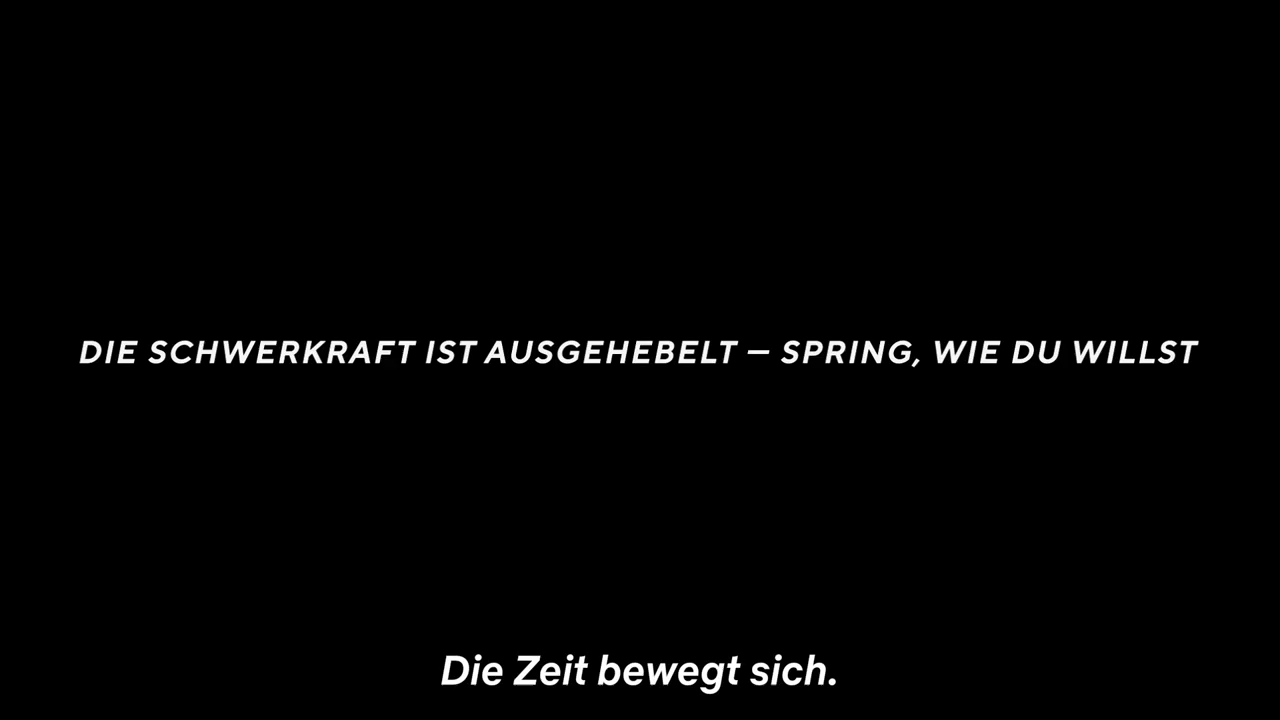 DIE SCHWERKRAFT IST AUSGEHEBELT – SPRING, WIE DU WILLST
Die Zeit bewegt sich.